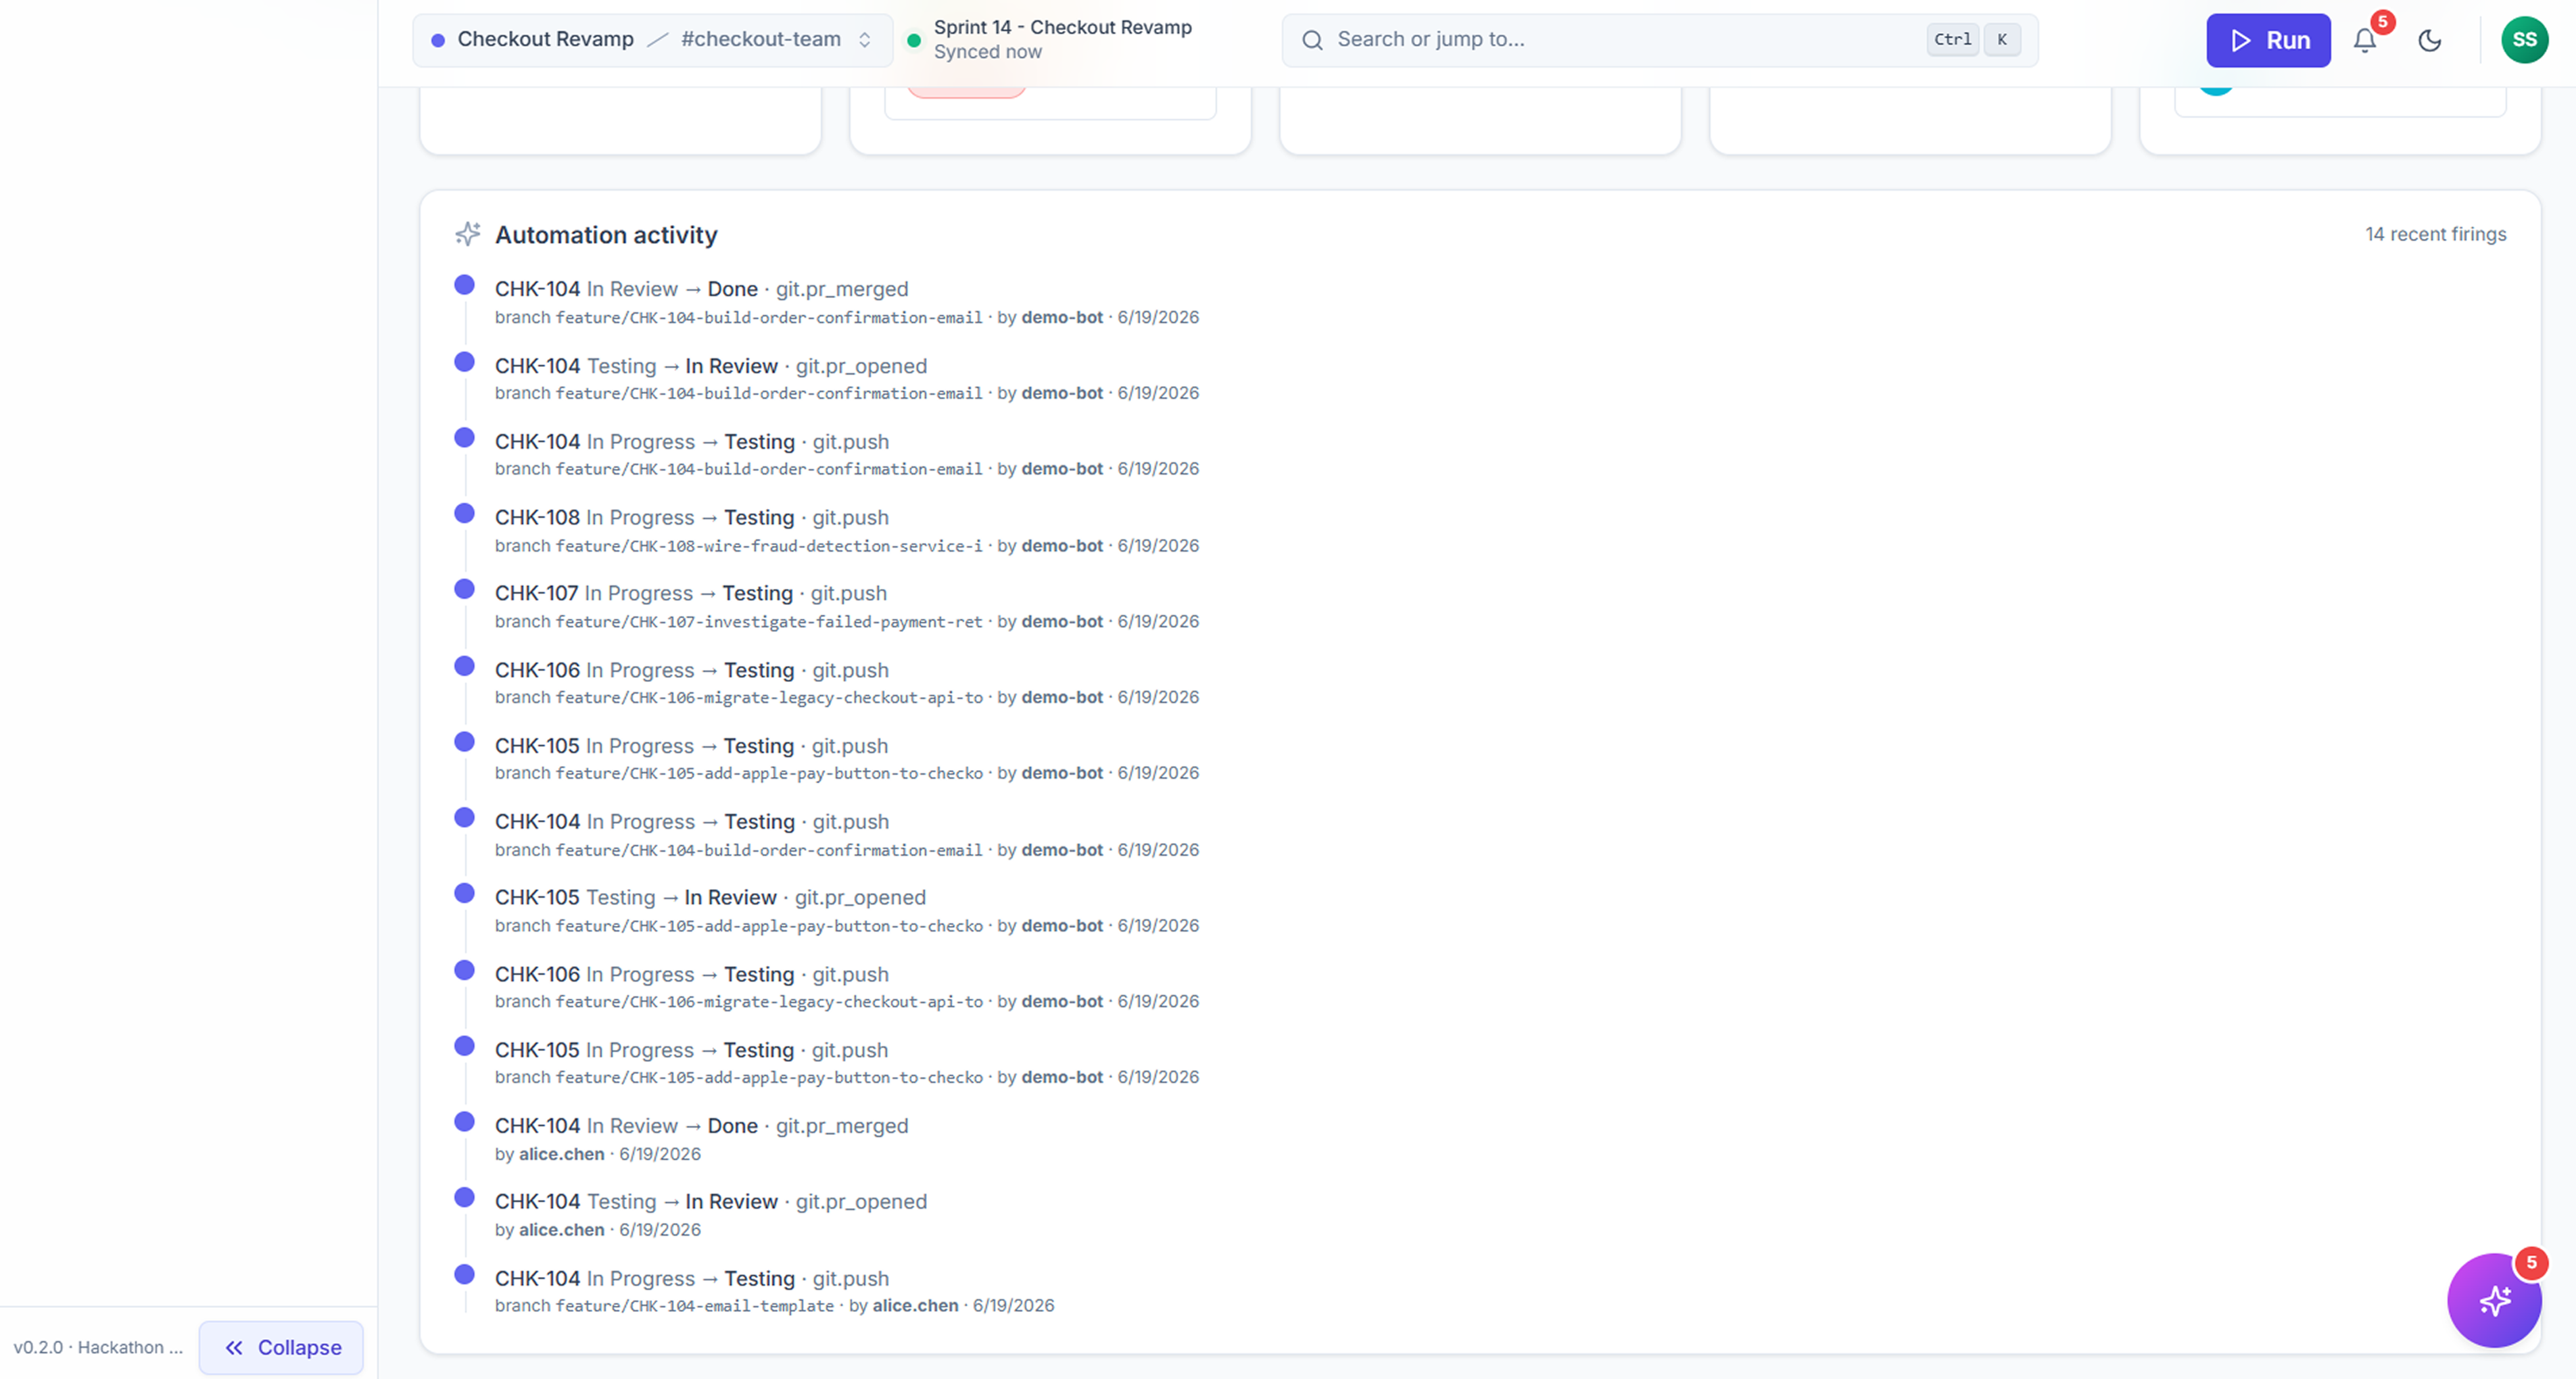 Checkout Revamp / #checkout-team
Sprint 14 - Checkout Revamp
Synced now
Search or jump to...
Ctrl K
Run
5
SS
Automation activity
14 recent firings
CHK-104 In Review → Done · git.pr_merged
branch feature/CHK-104-build-order-confirmation-email · by demo-bot · 6/19/2026
CHK-104 Testing → In Review · git.pr_opened
branch feature/CHK-104-build-order-confirmation-email · by demo-bot · 6/19/2026
CHK-104 In Progress → Testing · git.push
branch feature/CHK-104-build-order-confirmation-email · by demo-bot · 6/19/2026
CHK-108 In Progress → Testing · git.push
branch feature/CHK-108-wire-fraud-detection-service-i · by demo-bot · 6/19/2026
CHK-107 In Progress → Testing · git.push
branch feature/CHK-107-investigate-failed-payment-ret · by demo-bot · 6/19/2026
CHK-106 In Progress → Testing · git.push
branch feature/CHK-106-migrate-legacy-checkout-api-to · by demo-bot · 6/19/2026
CHK-105 In Progress → Testing · git.push
branch feature/CHK-105-add-apple-pay-button-to-checko · by demo-bot · 6/19/2026
CHK-104 In Progress → Testing · git.push
branch feature/CHK-104-build-order-confirmation-email · by demo-bot · 6/19/2026
CHK-105 Testing → In Review · git.pr_opened
branch feature/CHK-105-add-apple-pay-button-to-checko · by demo-bot · 6/19/2026
CHK-106 In Progress → Testing · git.push
branch feature/CHK-106-migrate-legacy-checkout-api-to · by demo-bot · 6/19/2026
CHK-105 In Progress → Testing · git.push
branch feature/CHK-105-add-apple-pay-button-to-checko · by demo-bot · 6/19/2026
CHK-104 In Review → Done · git.pr_merged
by alice.chen · 6/19/2026
CHK-104 Testing → In Review · git.pr_opened
by alice.chen · 6/19/2026
CHK-104 In Progress → Testing · git.push
branch feature/CHK-104-email-template · by alice.chen · 6/19/2026
5
v0.2.0 · Hackathon ...
Collapse